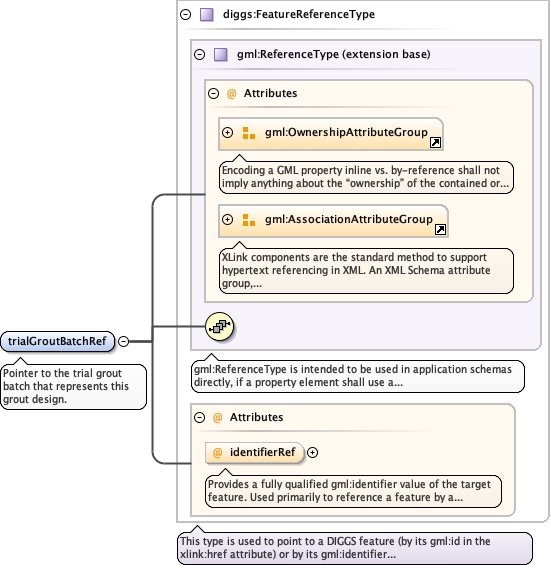 diggs:FeatureReferenceType
gml:ReferenceType (extension base)
@ Attributes
gml:OwnershipAttributeGroup
Encoding a GML property inline vs. by-reference shall not
imply anything about the “ownership” of the contained or...
gml:AssociationAttributeGroup
XLink components are the standard method to support
hypertext referencing in XML. An XML Schema attribute
group,...
trialGroutBatchRef
Pointer to the trial grout
batch that represents this
grout design.
gml:ReferenceType is intended to be used in application schemas
directly, if a property element shall use a...
@ Attributes
@ identifierRef
Provides a fully qualified gml:identifier value of the target
feature. Used primarily to reference a feature by a...
This type is used to point to a DIGGS feature (by its gml:id in the
xlink:href attribute) or by its gml:identifier...